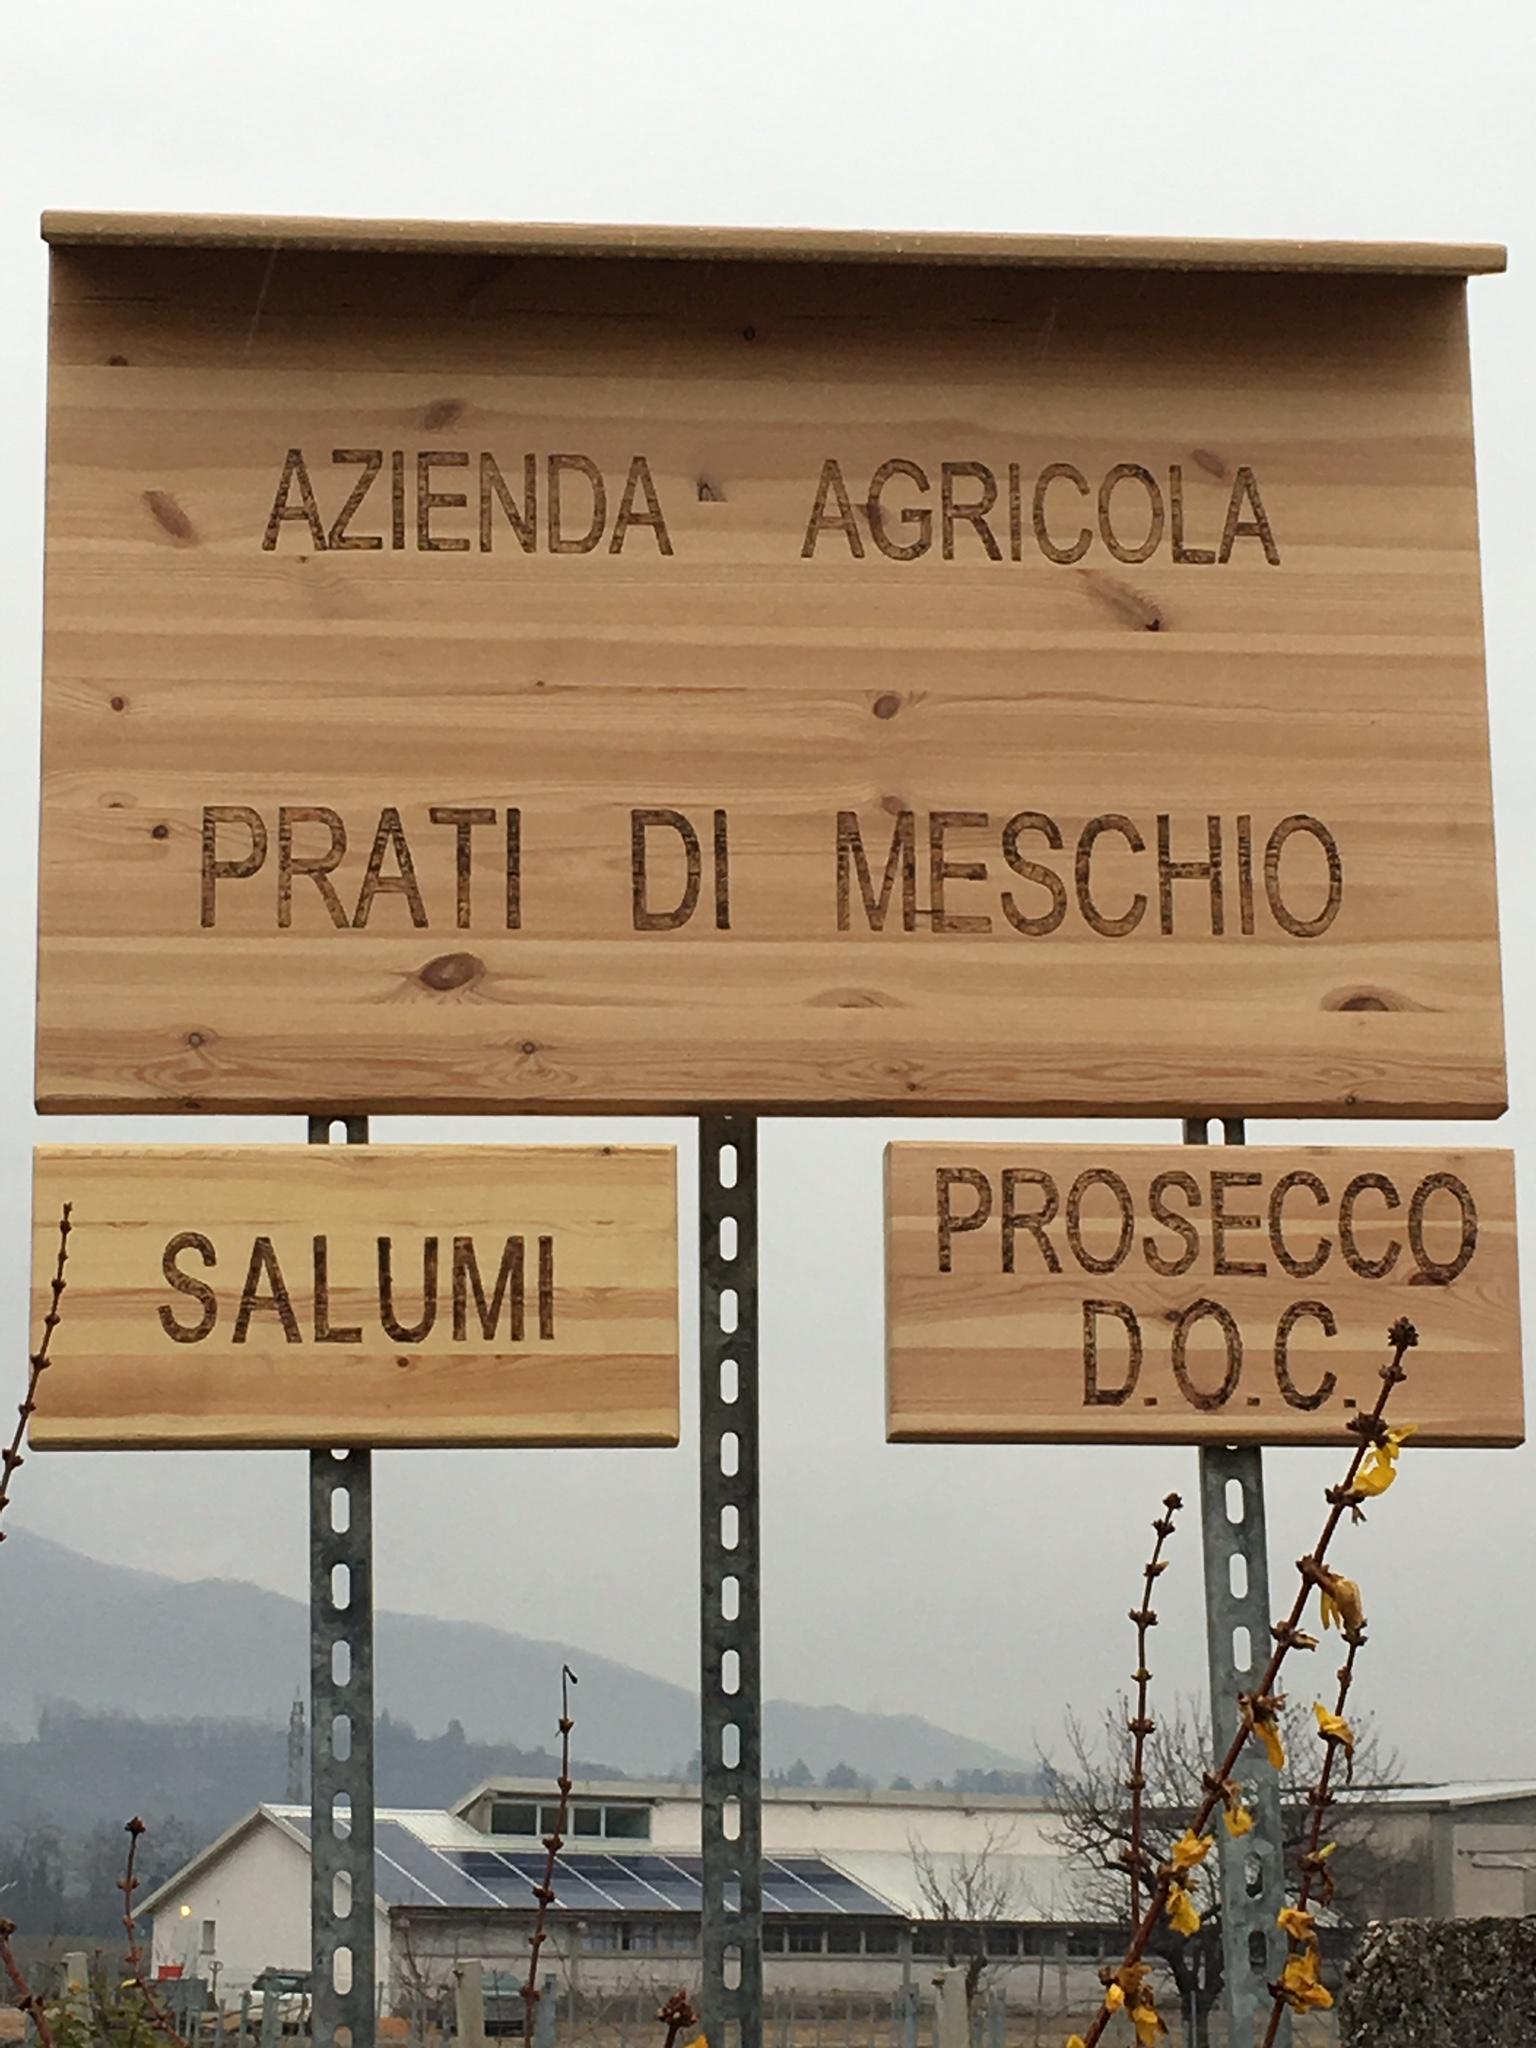 AZIENDA AGRICOLA
PRATI DI MESCHIO
SALUMI
PROSECCO
D.O.C.